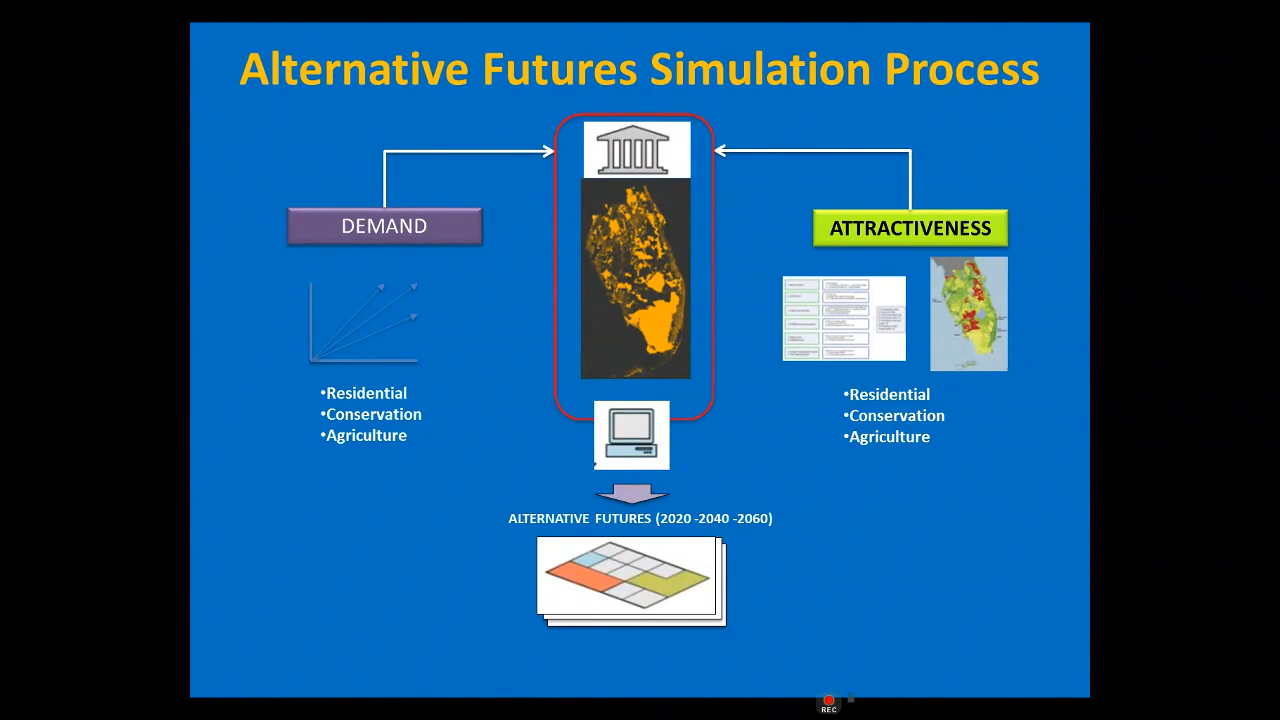 Alternative Futures Simulation Process
DEMAND
ATTRACTIVENESS
•Residential
•Conservation
•Agriculture
•Residential
•Conservation
•Agriculture
ALTERNATIVE FUTURES (2020 -2040 -2060)
REC